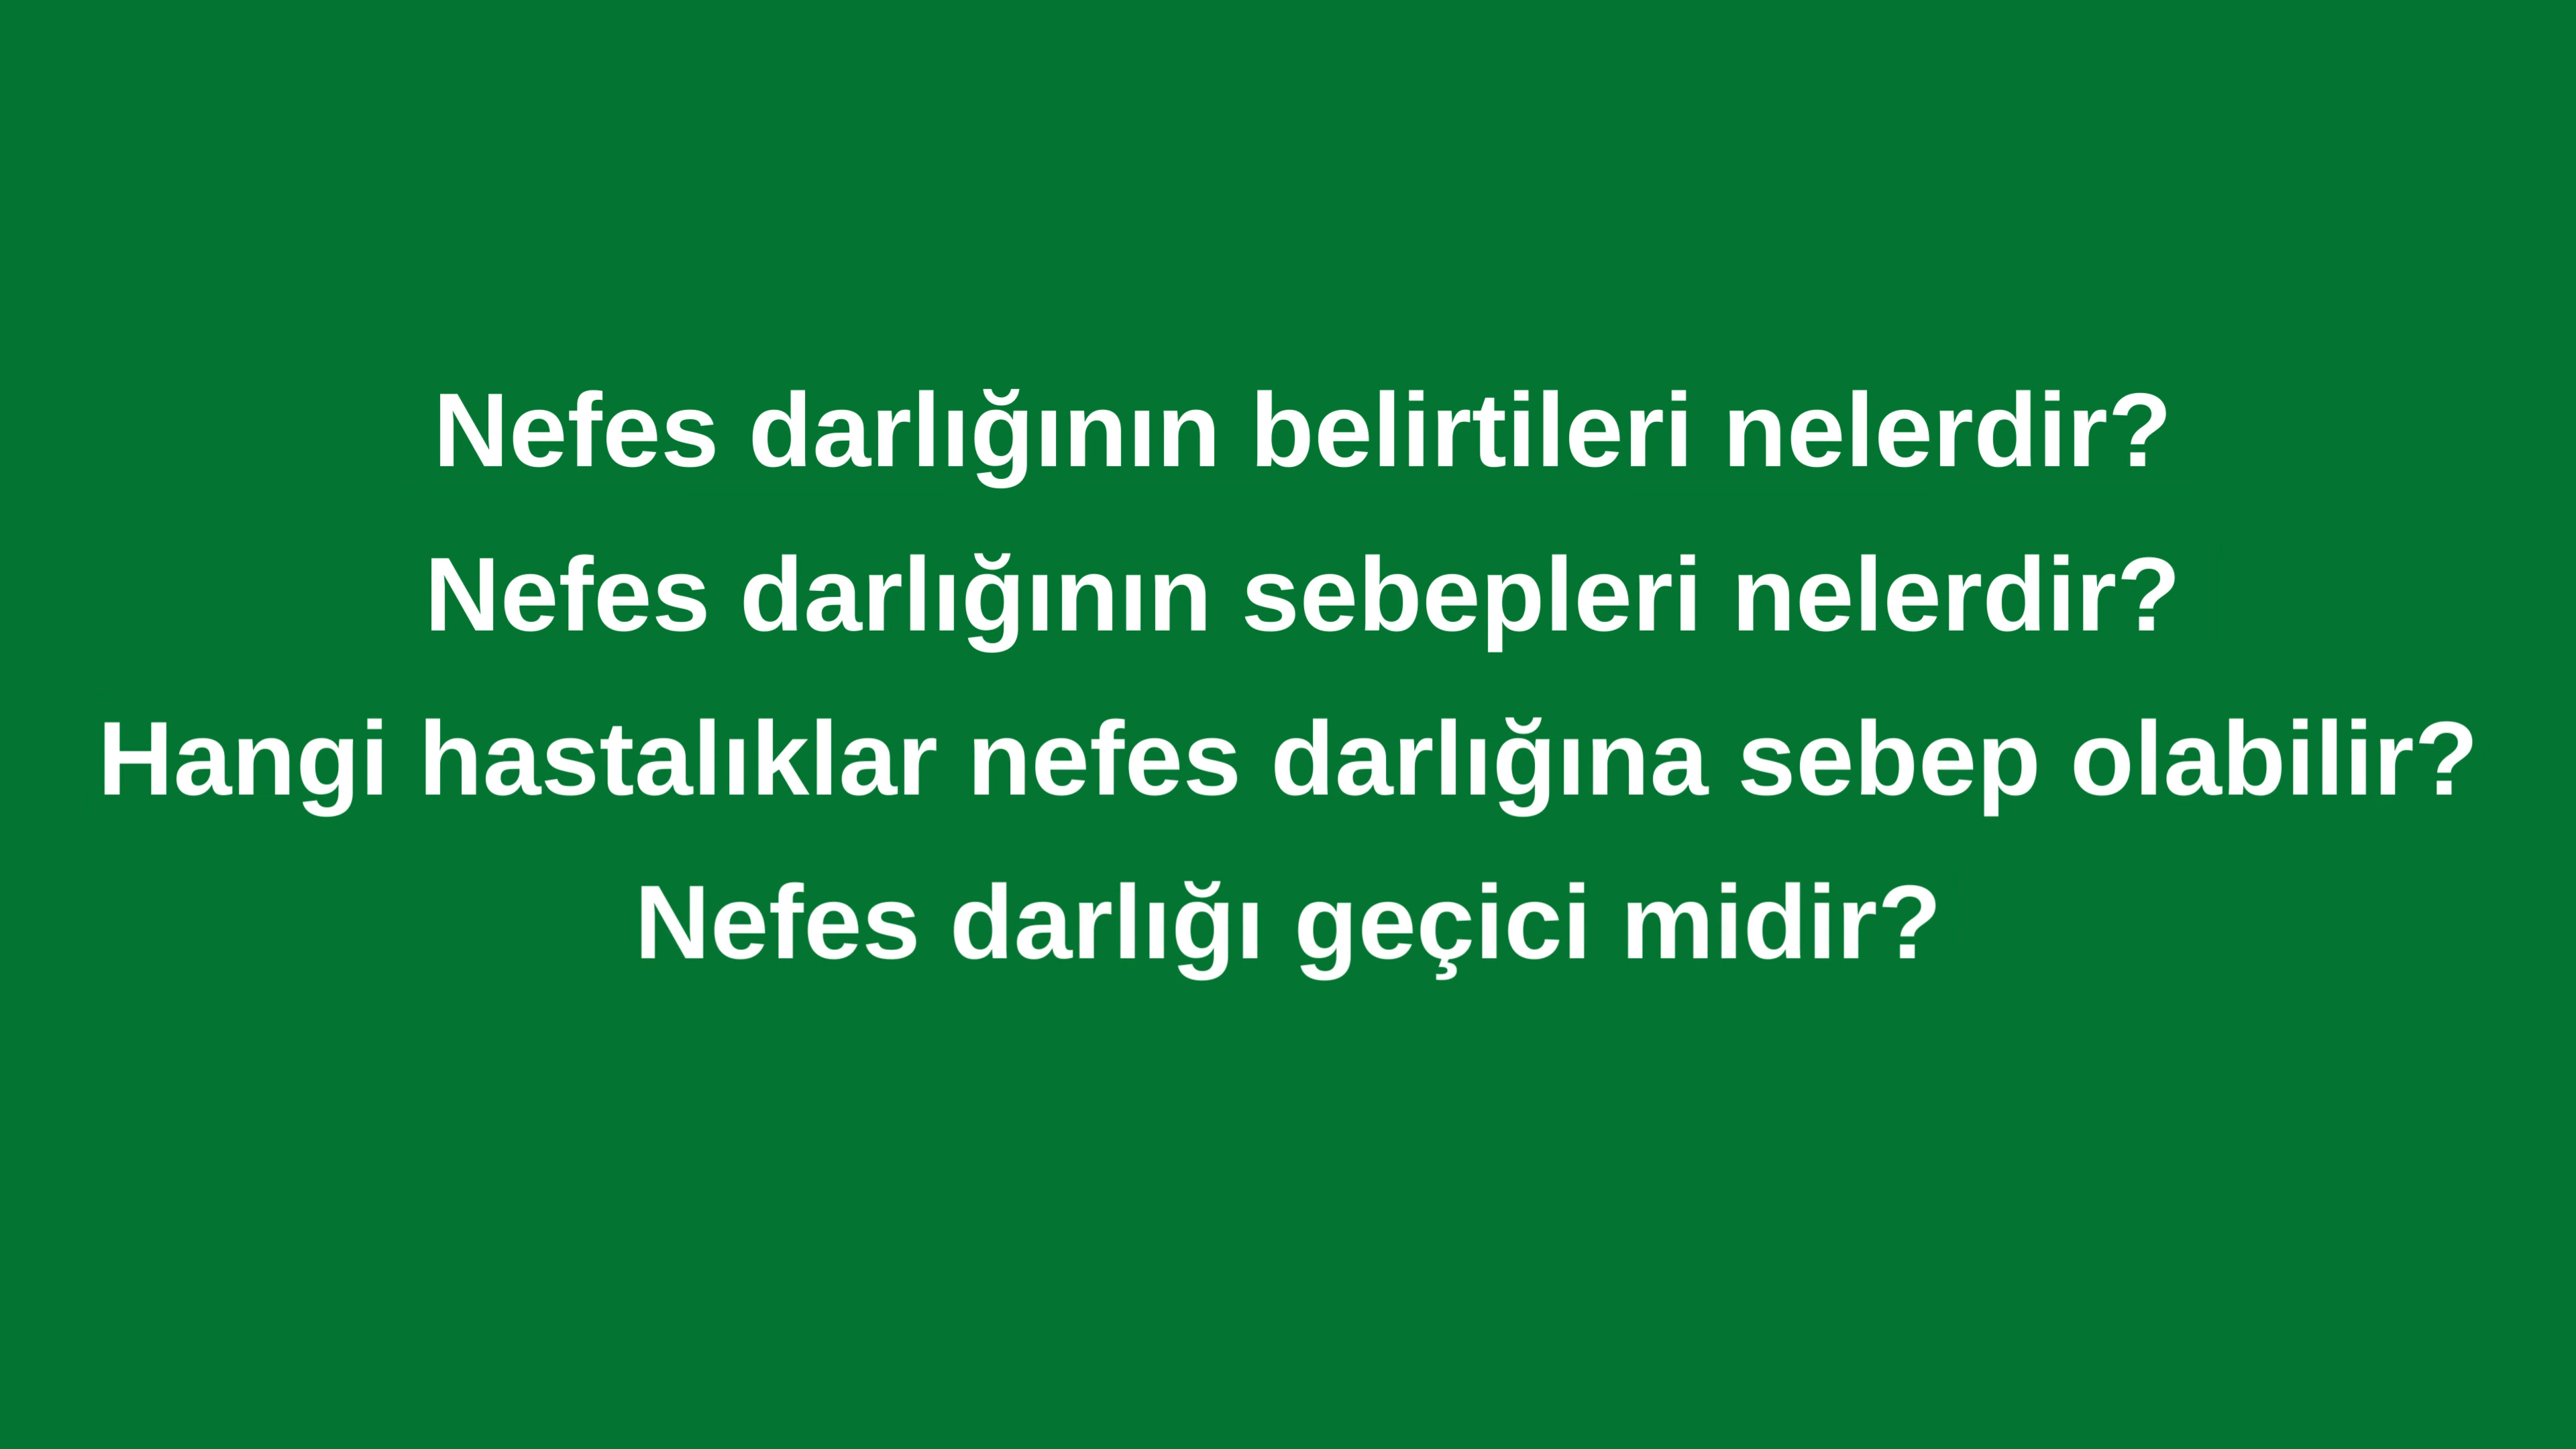 Nefes darlığının belirtileri nelerdir?
Nefes darlığının sebepleri nelerdir?
Hangi hastalıklar nefes darlığına sebep olabilir?
Nefes darlığı geçici midir?